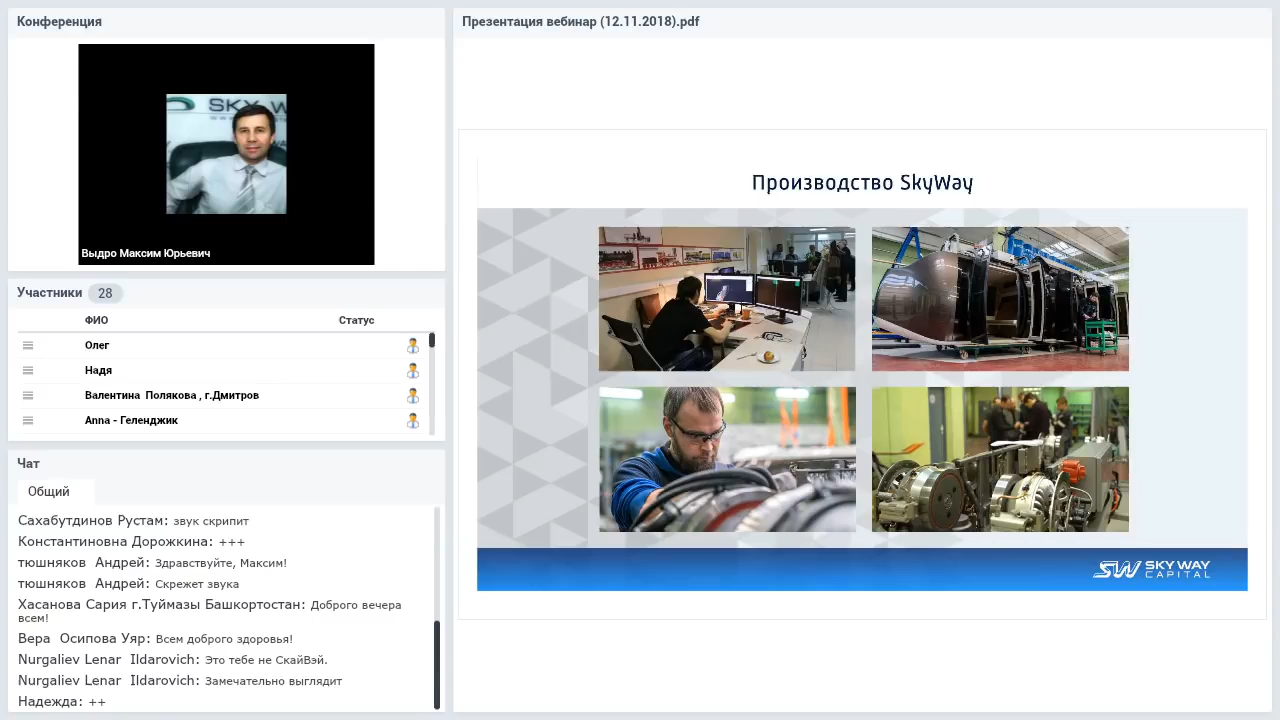 Конференция
SKY W
Выдро Максим Юрьевич
Участники 28
ФИО Статус
Олег
Надя
Валентина Полякова , г.Дмитров
Anna - Геленджик
Чат
Общий
Сахабутдинов Рустам: звук скрипит
Константиновна Дорожкина: +++
тюшняков Андрей: Здравствуйте, Максим!
тюшняков Андрей: Скрежет звука
Хасанова Сария г.Туймазы Башкортостан: Доброго вечера
всем!
Вера Осипова Уяр: Всем доброго здоровья!
Nurgaliev Lenar Ildarovich: Это тебе не СкайВэй.
Nurgaliev Lenar Ildarovich: Замечательно выглядит
Надежда: ++
Презентация вебинар (12.11.2018).pdf
Производство SkyWay
SW SKY WAY
CAPITAL